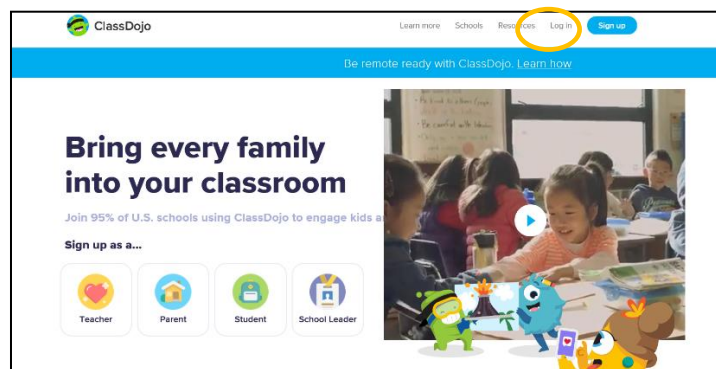 ClassDojo
Learn more Schools Resources Log in Sign up
Be remote ready with ClassDojo. Learn how
Bring every family
into your classroom
Join 95% of U.S. schools using ClassDojo to engage kids a
Sign up as a...
Teacher Parent Student School Leader